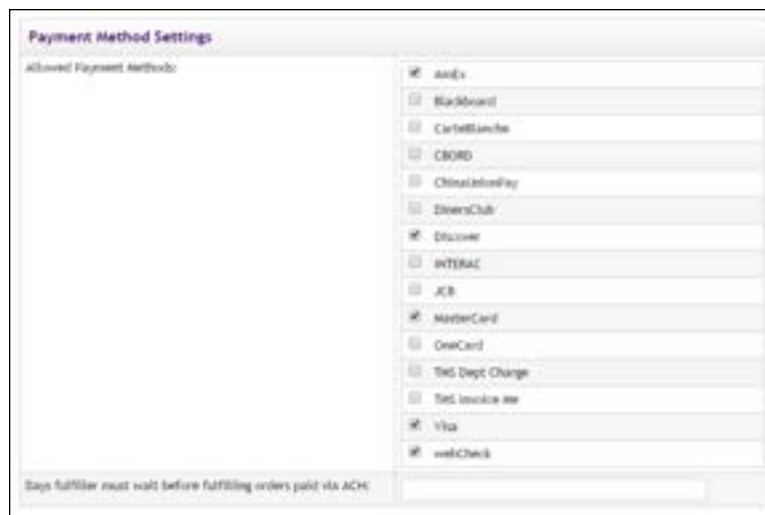 Payment Method Settings
Allowed Payment Methods:
AmEx
Blackboard
CarteBlanche
CBORD
ChinaUnionPay
DinersClub
Discover
INTERAC
JCB
MasterCard
OneCard
TMS Dept Charge
TMS Invoice me
Visa
webCheck
Days fulfiller must wait before fulfilling orders paid via ACH: